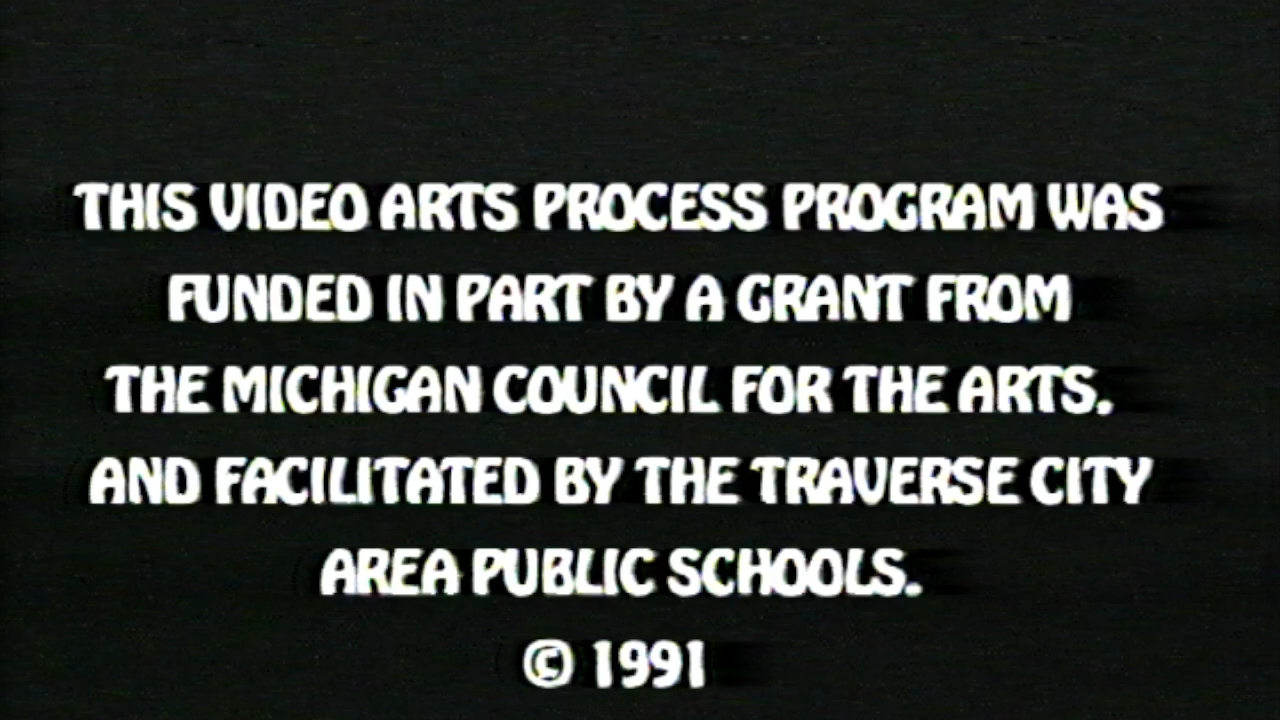 THIS VIDEO ARTS PROCESS PROGRAM WAS
FUNDED IN PART BY A GRANT FROM
THE MICHIGAN COUNCIL FOR THE ARTS.
AND FACILITATED BY THE TRAVERSE CITY
AREA PUBLIC SCHOOLS.
© 1991